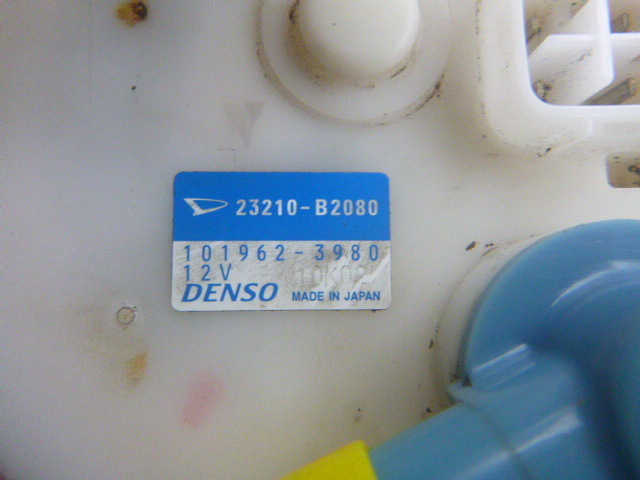 23210-B2080
101962-3980
12V
DENSO MADE IN JAPAN